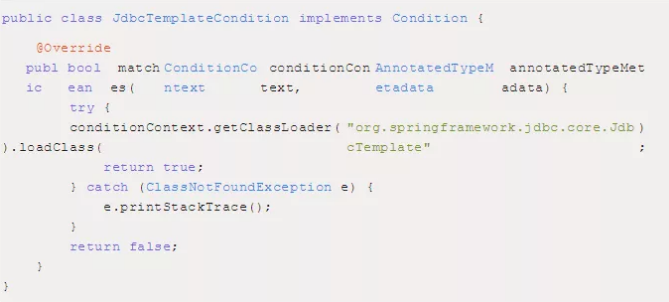 public class JdbcTemplateCondition implements Condition {
@Override
publ bool match ConditionCo conditionCon AnnotatedTypeM annotatedTypeMet
ic ean es( ntext text, etadata adata) {
try {
conditionContext.getClassLoader( "org.springframework.jdbc.core.Jdb )
).loadClass( cTemplate" ;
return true;
} catch (ClassNotFoundException e) {
e.printStackTrace();
}
return false;
}
}